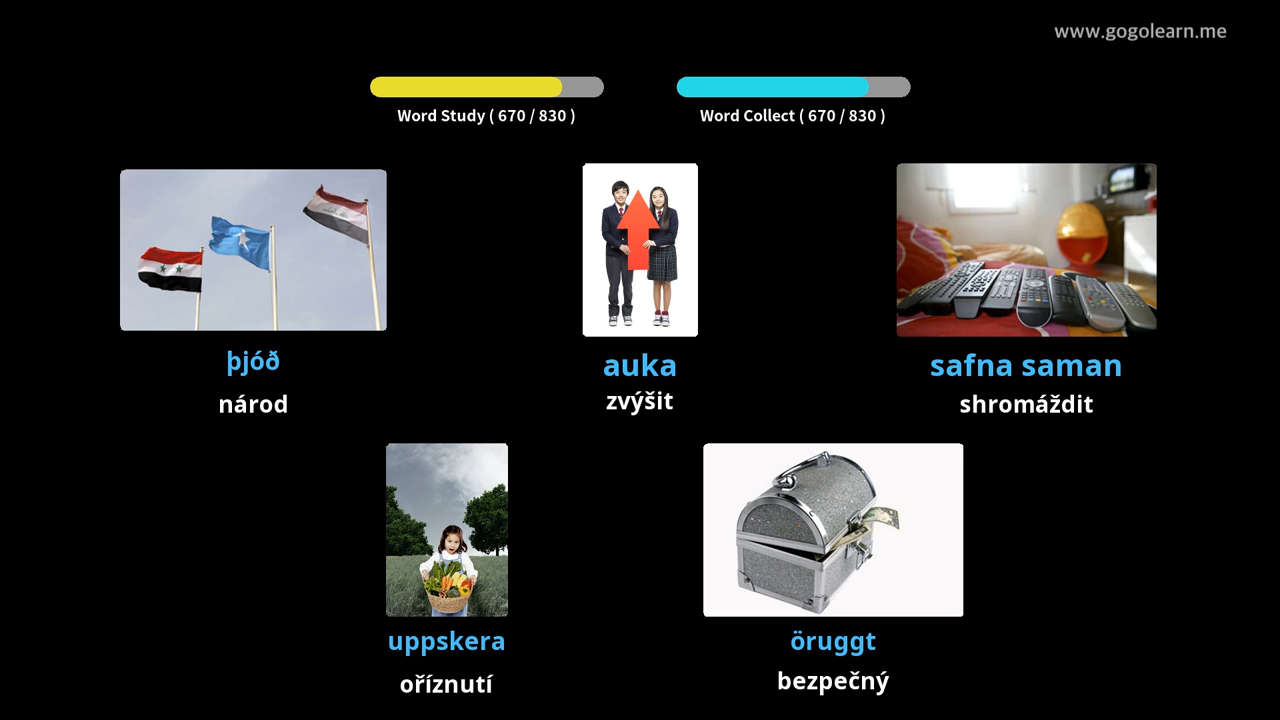 www.gogolearn.me
Word Study ( 670 / 830 )
Word Collect ( 670 / 830 )
þjóð
národ
auka
zvýšit
safna saman
shromáždit
uppskera
oříznutí
öruggt
bezpečný